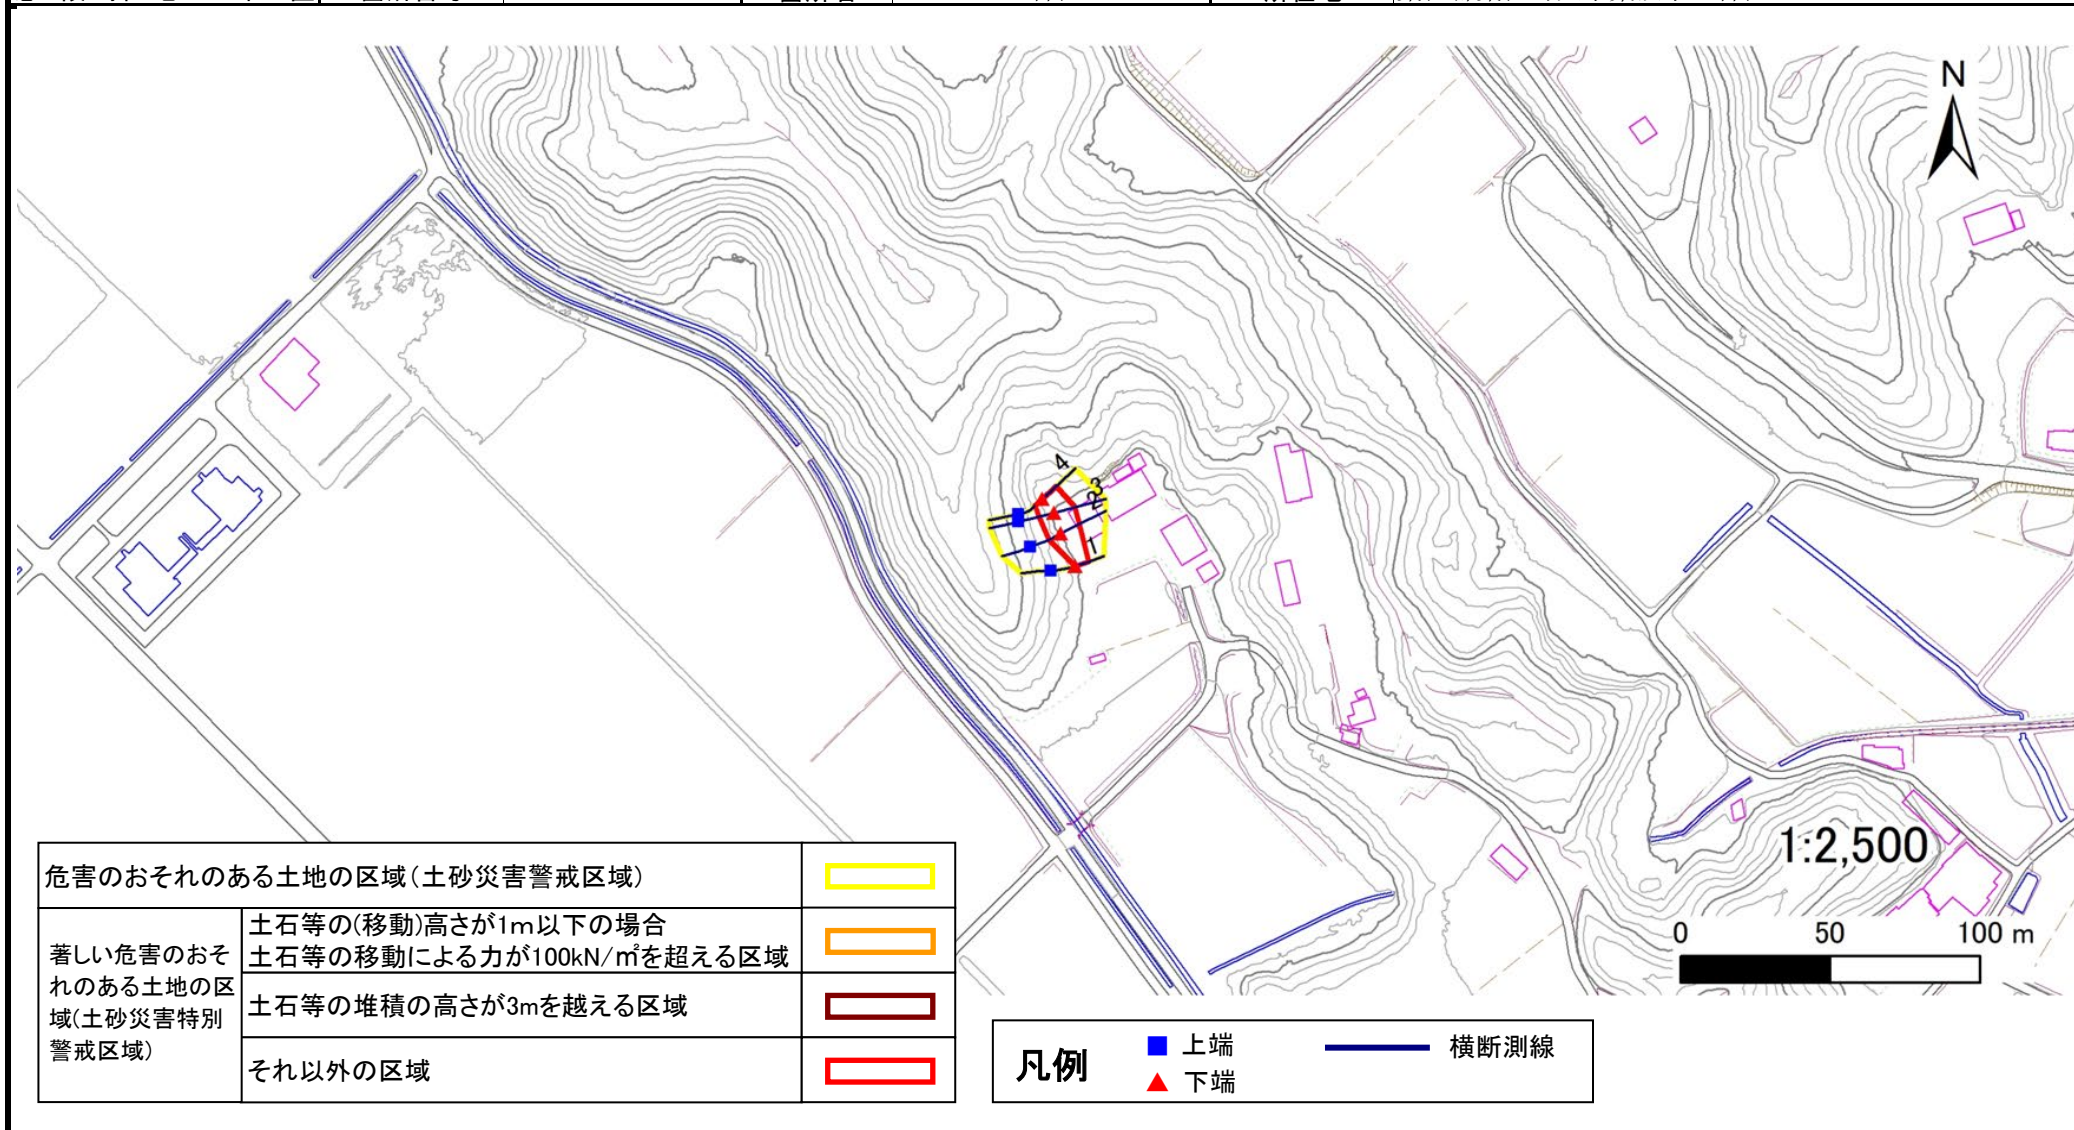 N
4
3
2
1
1:2,500
0 50 100 m
危害のおそれのある土地の区域(土砂災害警戒区域)
著しい危害のおそ
れのある土地の区
域(土砂災害特別
警戒区域)
土石等の(移動)高さが1m以下の場合
土石等の移動による力が100kN/㎡を超える区域
土石等の堆積の高さが3mを越える区域
それ以外の区域
凡例
上端
下端
横断測線